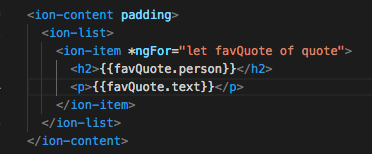 <ion-content padding>
<ion-list>
<ion-item *ngFor="let favQuote of quote">
<h2>{{favQuote.person}}</h2>
<p>{{favQuote.text}}</p>
</ion-item>
</ion-list>
</ion-content>